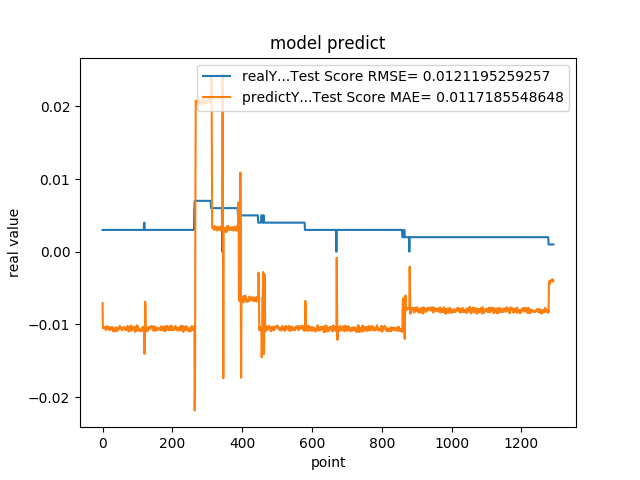 model predict
realY...Test Score RMSE= 0.0121195259257
predictY...Test Score MAE= 0.0117185548648
0.02
0.01
0.00
−0.01
−0.02
real value
0 200 400 600 800 1000 1200
point